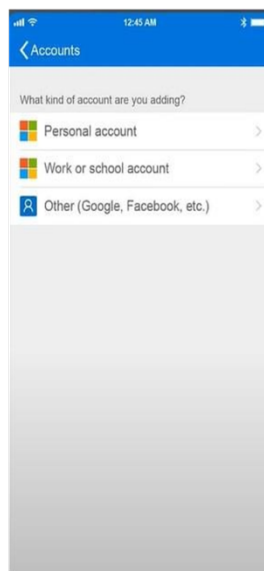 12:45 AM
Accounts
What kind of account are you adding?
Personal account
Work or school account
Other (Google, Facebook, etc.)